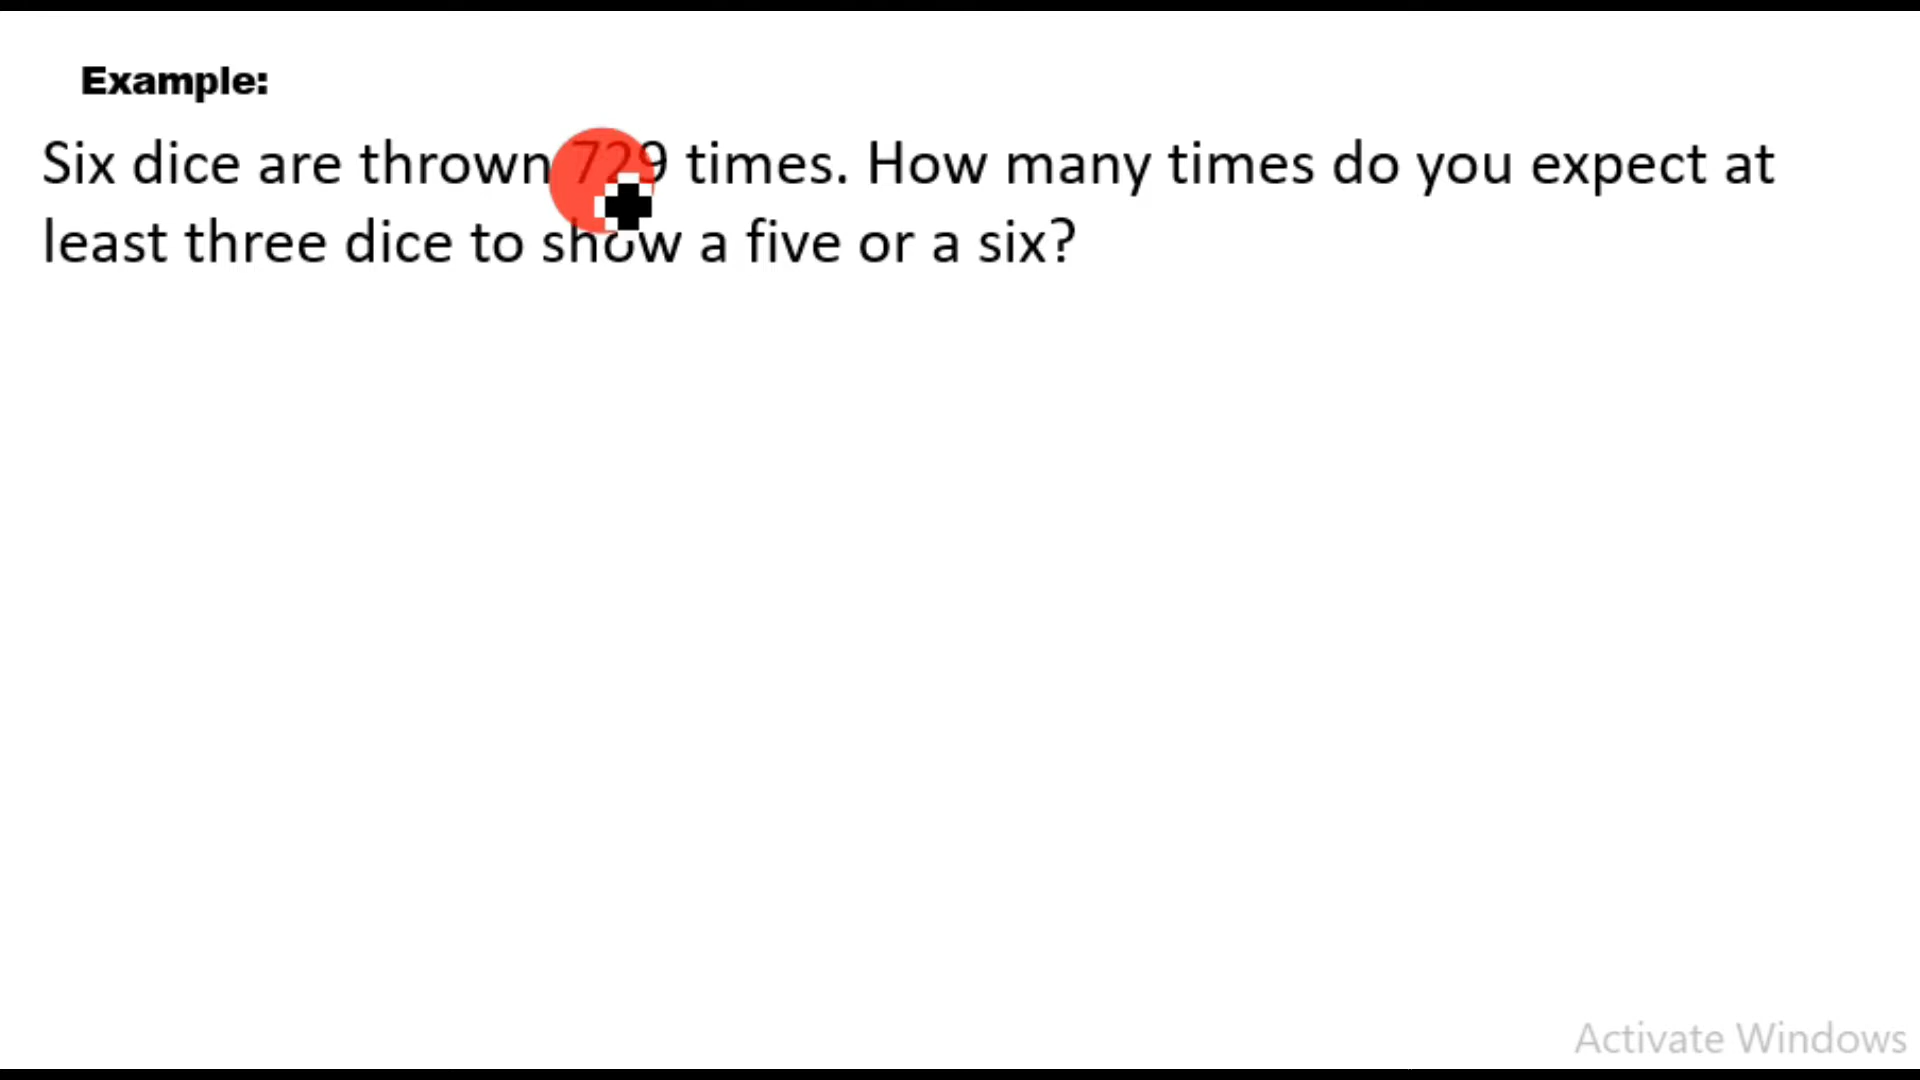 Example:
Six dice are thrown 729 times. How many times do you expect at
least three dice to show a five or a six?
Activate Windows